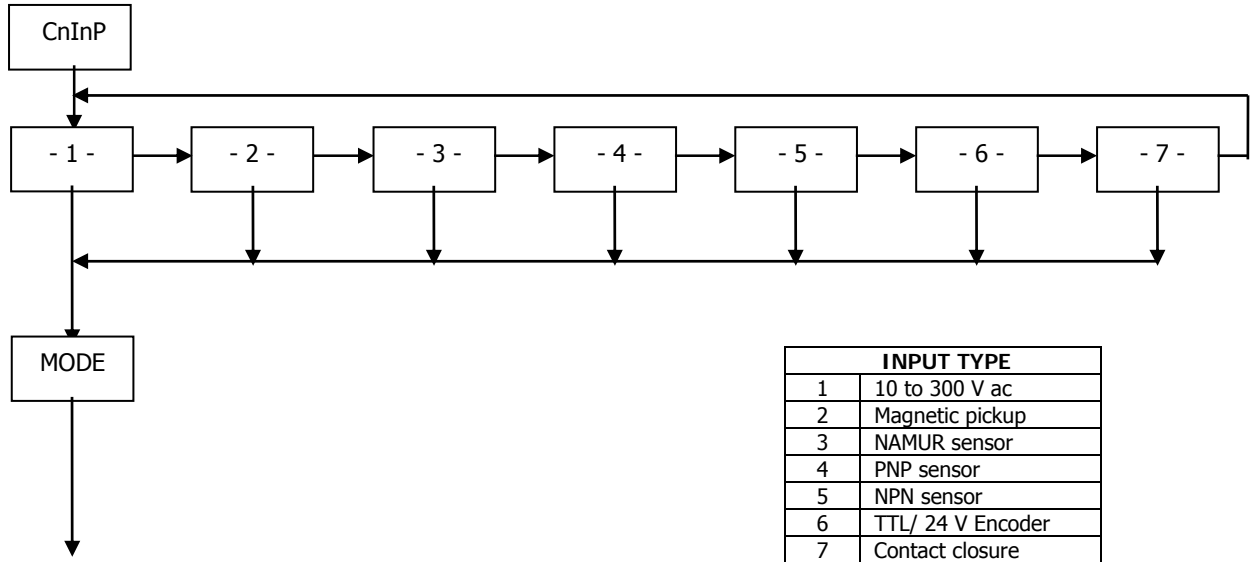 CnInP
- 1 - - 2 - - 3 - - 4 - - 5 - - 6 - - 7 -
MODE
INPUT TYPE
1 10 to 300 V ac
2 Magnetic pickup
3 NAMUR sensor
4 PNP sensor
5 NPN sensor
6 TTL/ 24 V Encoder
7 Contact closure